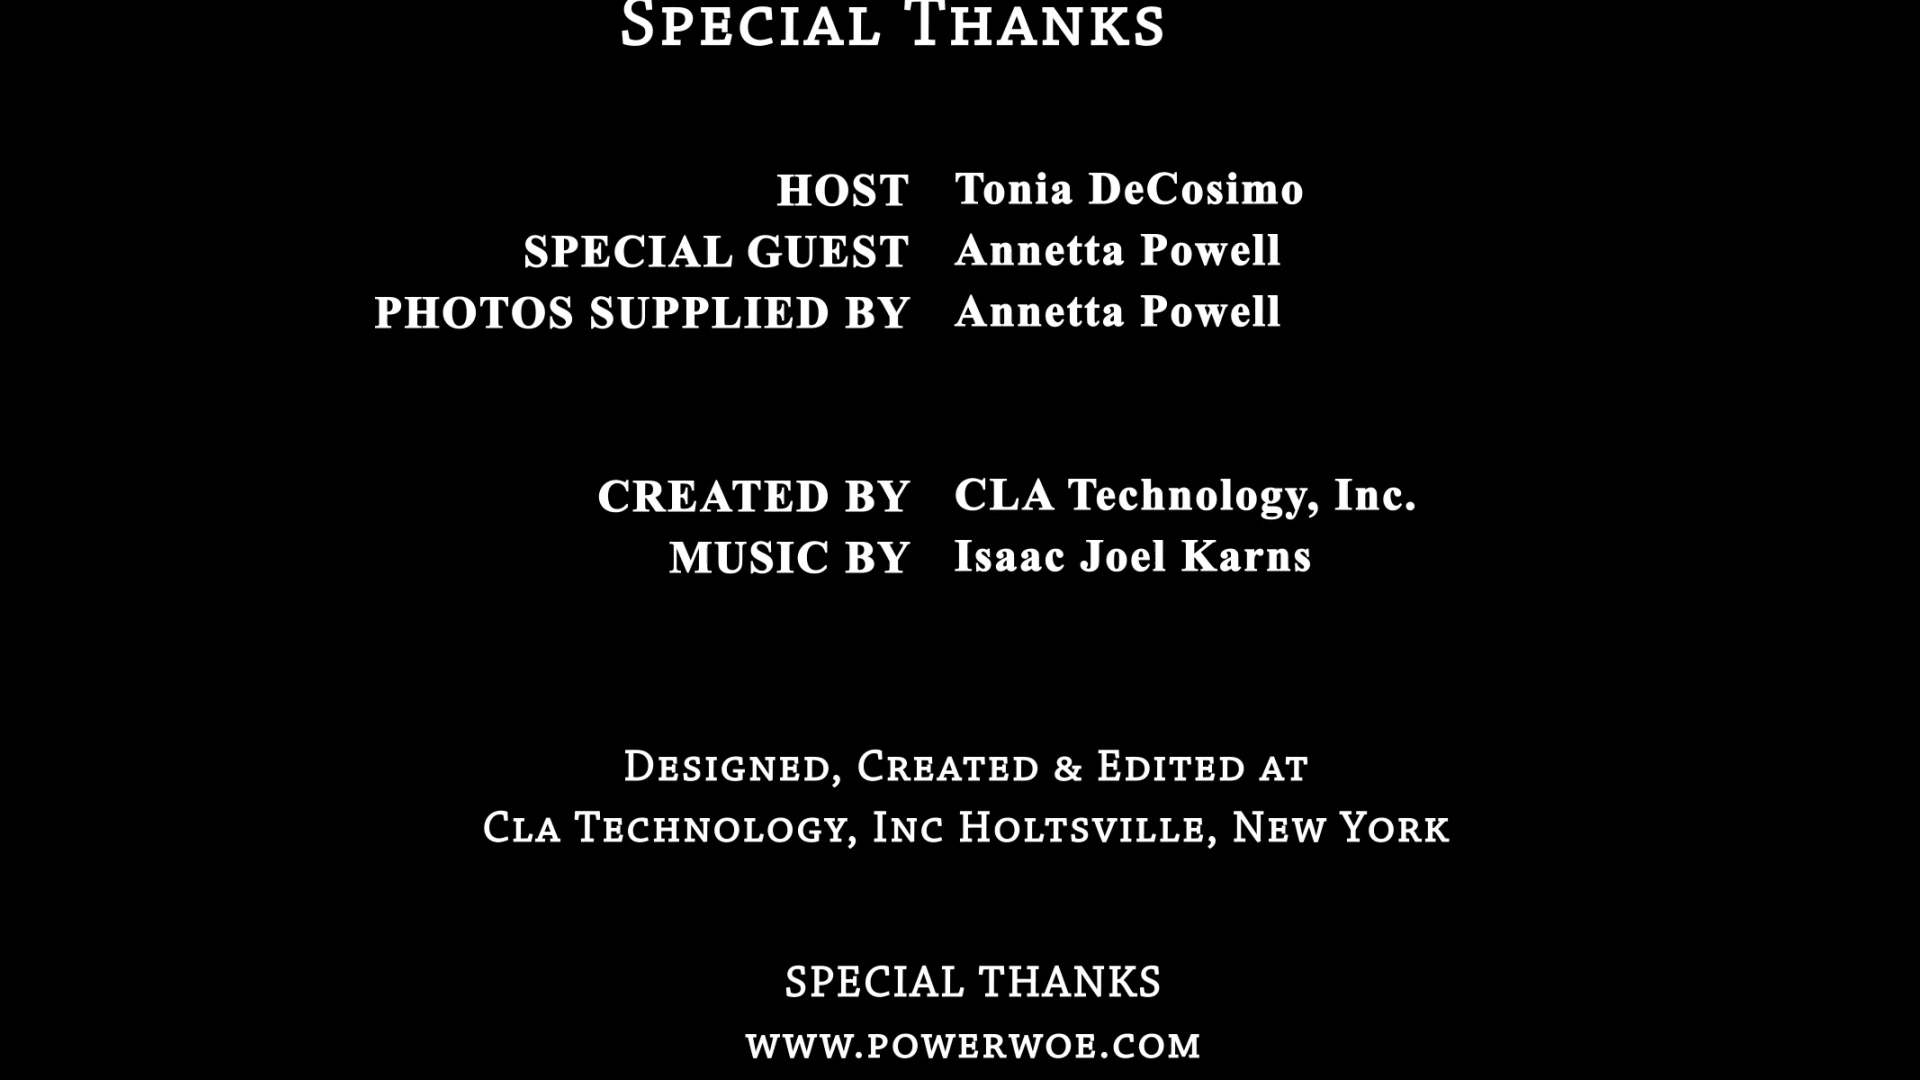 Special Thanks
HOST Tonia DeCosimo
SPECIAL GUEST Annetta Powell
PHOTOS SUPPLIED BY Annetta Powell
CREATED BY CLA Technology, Inc.
MUSIC BY Isaac Joel Karns
Designed, Created & Edited at
Cla Technology, Inc Holtsville, New York
SPECIAL THANKS
www.powerwoe.com